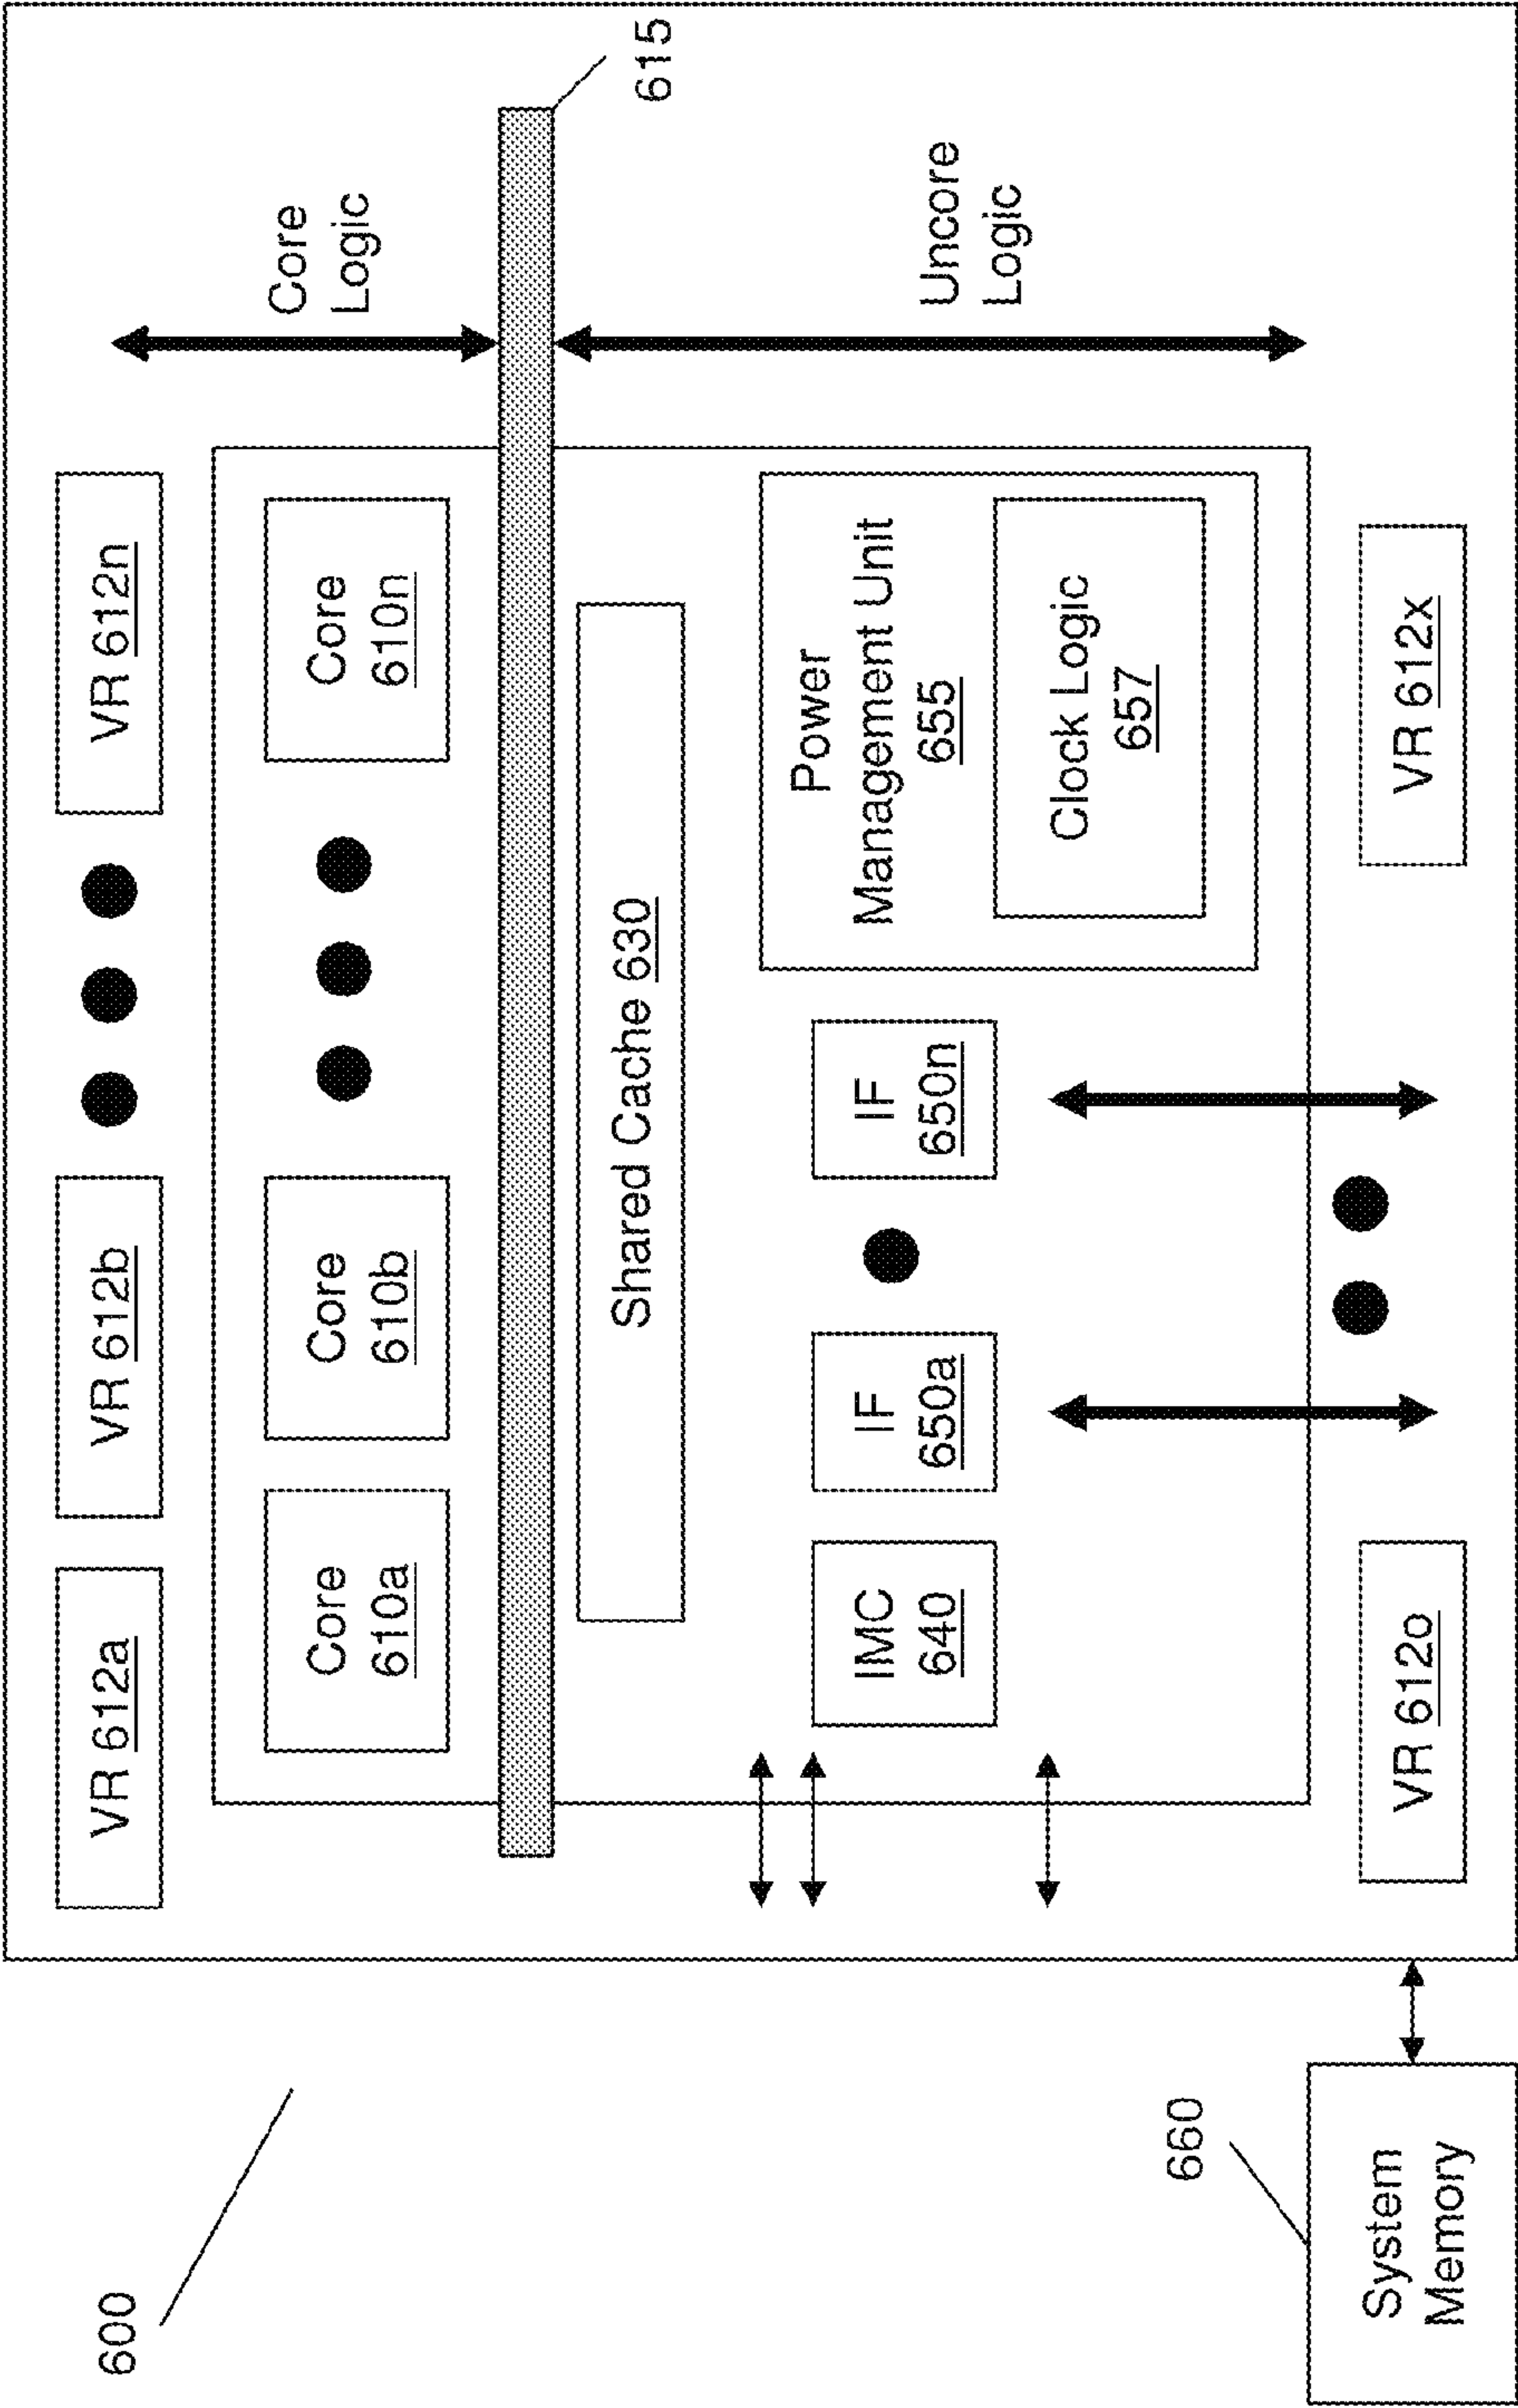 600
VR 612a
VR 612b
VR 612n
Core
610a
Core
610b
Core
610n
Core
Logic
615
Shared Cache 630
Uncore
Logic
IMC
640
IF
650a
IF
650n
Power
Management Unit
655
Clock Logic
657
VR 612o
VR 612x
660
System
Memory